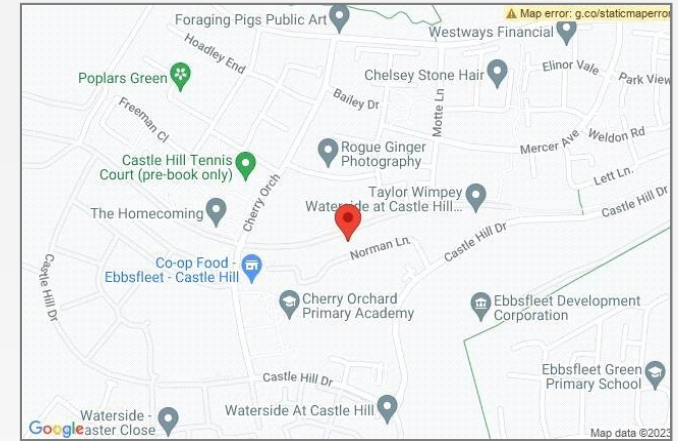 Map error: g.co/staticmaperror
Foraging Pigs Public Art
Westways Financial
Hoadley End
Poplars Green
Chelsey Stone Hair
Elinor Vale
Park View
Bailey Dr
Motte Ln
Freeman Cl
Mercer Ave
Weldon Rd
Rogue Ginger
Photography
Castle Hill Tennis
Court (pre-book only)
Cherry Orch
Lett Ln.
Taylor Wimpey
Waterside at Castle Hill...
Castle Hill Dr
The Homecoming
Norman Ln
Castle Hill Dr
Castle Hill Dr
Co-op Food -
Ebbsfleet - Castle Hill
Cherry Orchard
Primary Academy
Ebbsfleet Development
Corporation
Castle Hill Dr
Ebbsfleet Green
Primary School
Waterside At Castle Hill
Waterside -
aster Close
Google
Map data ©2023